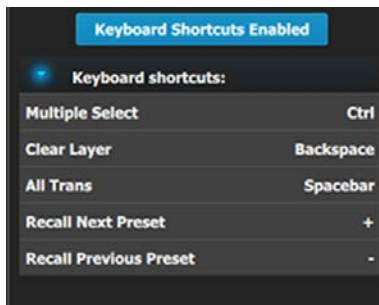 Keyboard Shortcuts Enabled
Keyboard shortcuts:
Multiple Select Ctrl
Clear Layer Backspace
All Trans Spacebar
Recall Next Preset +
Recall Previous Preset -